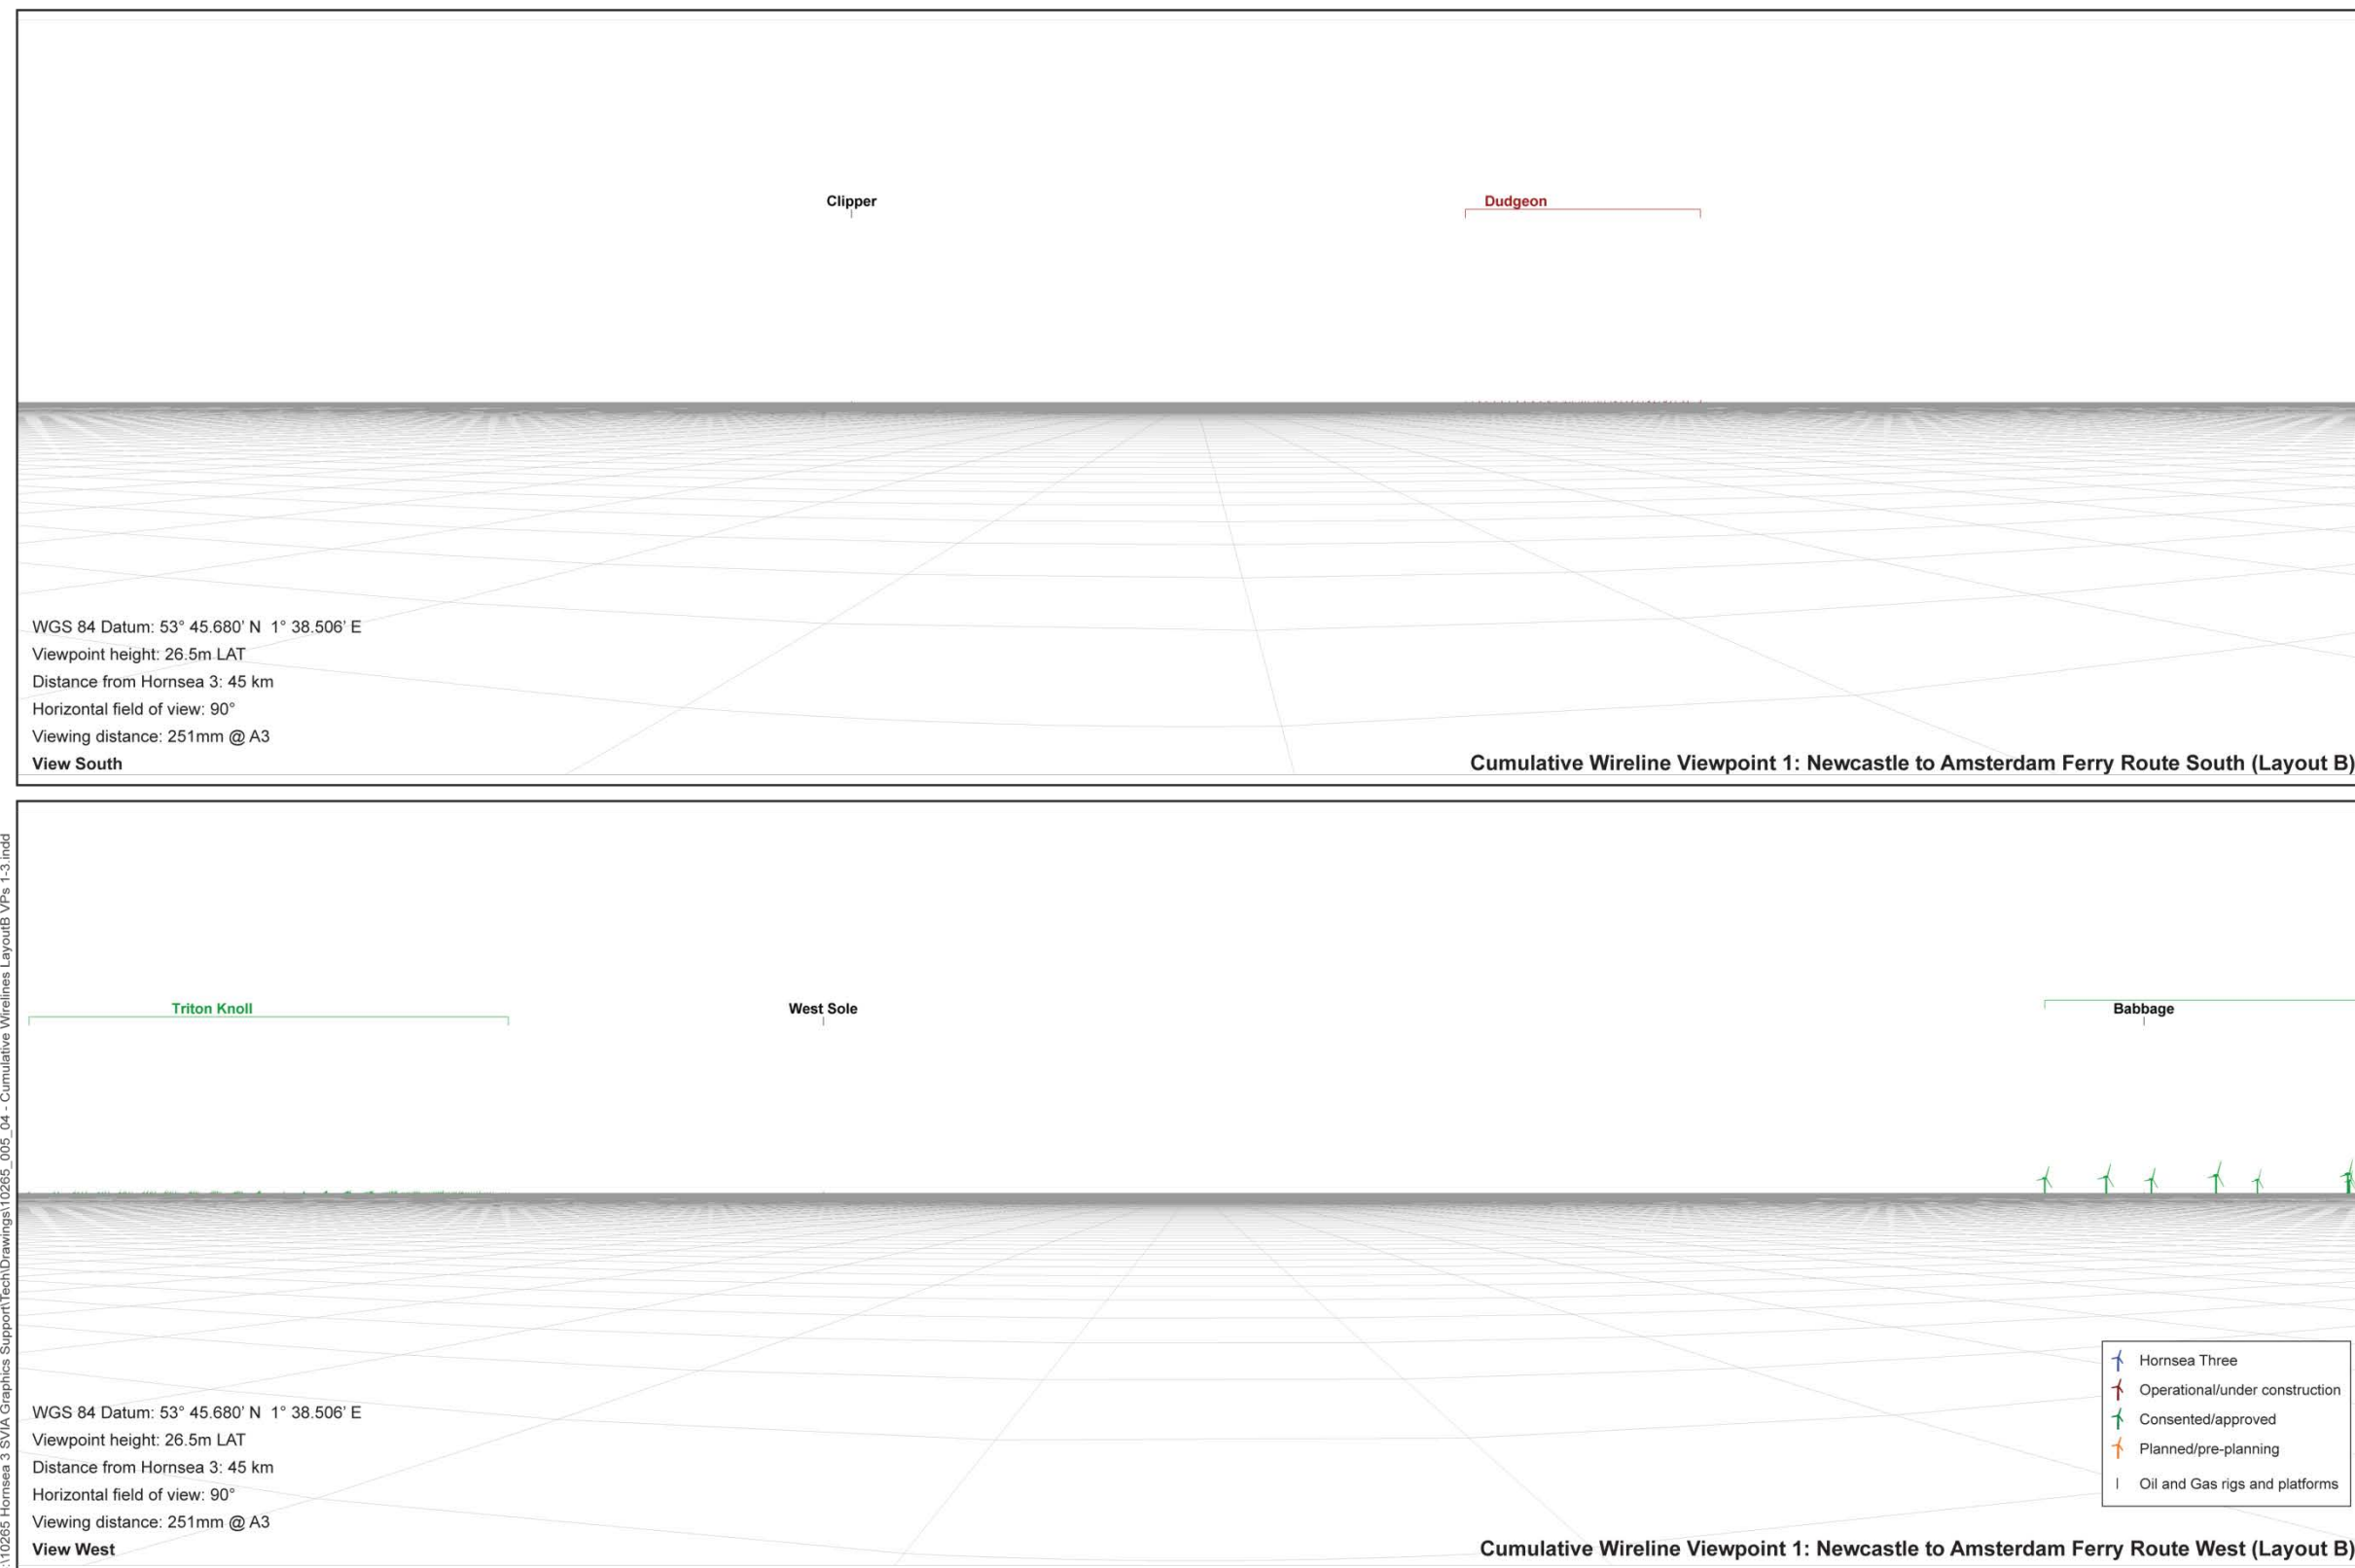 Clipper
Dudgeon
WGS 84 Datum: 53° 45.680’ N  1° 38.506’ E
Viewpoint height: 26.5m LAT
Distance from Hornsea 3: 45 km
Horizontal field of view: 90°
Viewing distance: 251mm @ A3
View South
Cumulative Wireline Viewpoint 1: Newcastle to Amsterdam Ferry Route South (Layout B)
Triton Knoll
West Sole
Babbage
Hornsea Three
Operational/under construction
Consented/approved
Planned/pre-planning
Oil and Gas rigs and platforms
WGS 84 Datum: 53° 45.680’ N  1° 38.506’ E
Viewpoint height: 26.5m LAT
Distance from Hornsea 3: 45 km
Horizontal field of view: 90°
Viewing distance: 251mm @ A3
View West
Cumulative Wireline Viewpoint 1: Newcastle to Amsterdam Ferry Route West (Layout B)
:\10265 Hornsea 3 SVIA Graphics Support\Tech\Drawings\10265_005_04 - Cumulative Wirelines LayoutB VPs 1-3.indd